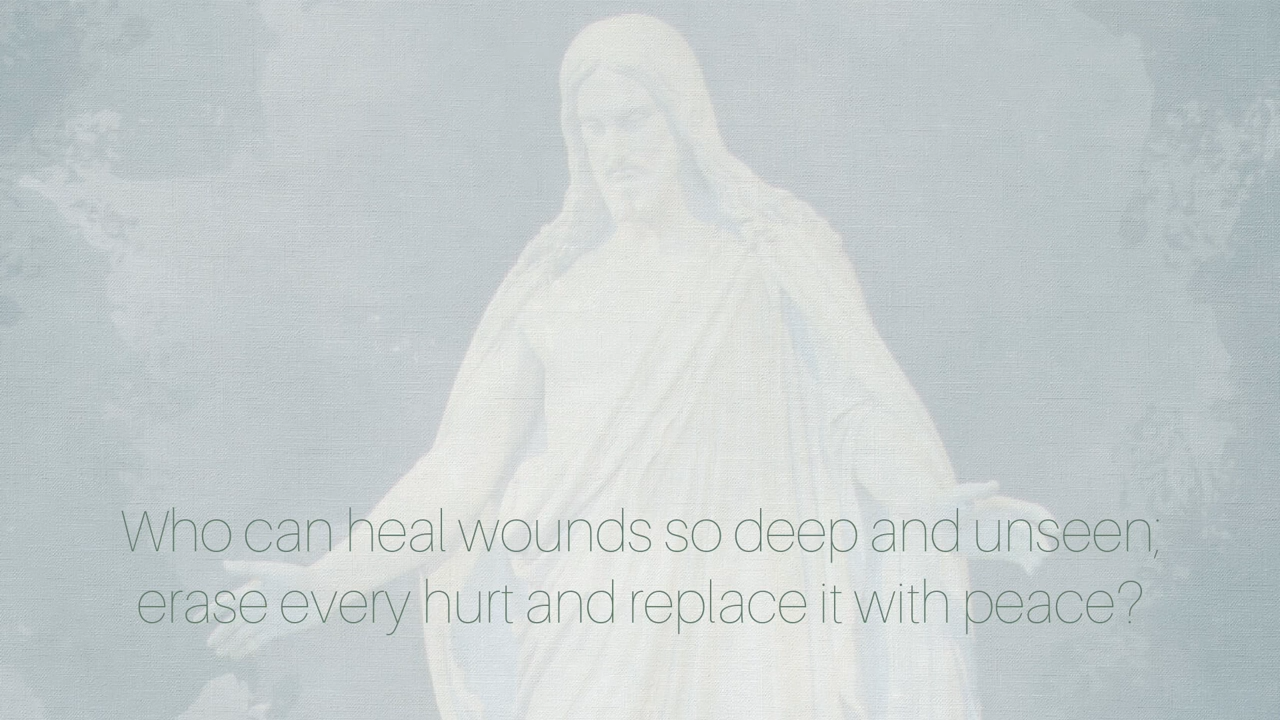 Who can heal wounds so deep and unseen;
erase every hurt and replace it with peace?